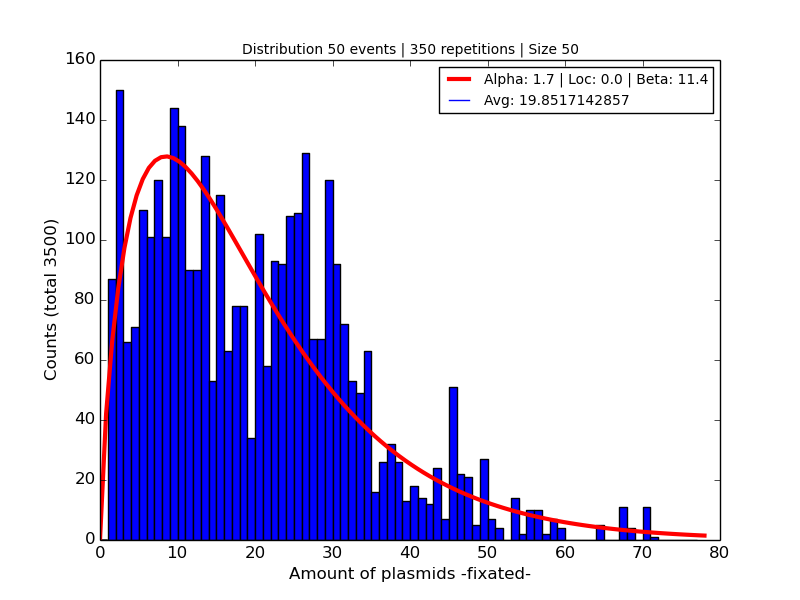 Distribution 50 events | 350 repetitions | Size 50
Alpha: 1.7 | Loc: 0.0 | Beta: 11.4
Avg: 19.8517142857
160
140
120
100
80
60
40
20
0
Counts (total 3500)
0 10 20 30 40 50 60 70 80
Amount of plasmids -fixated-